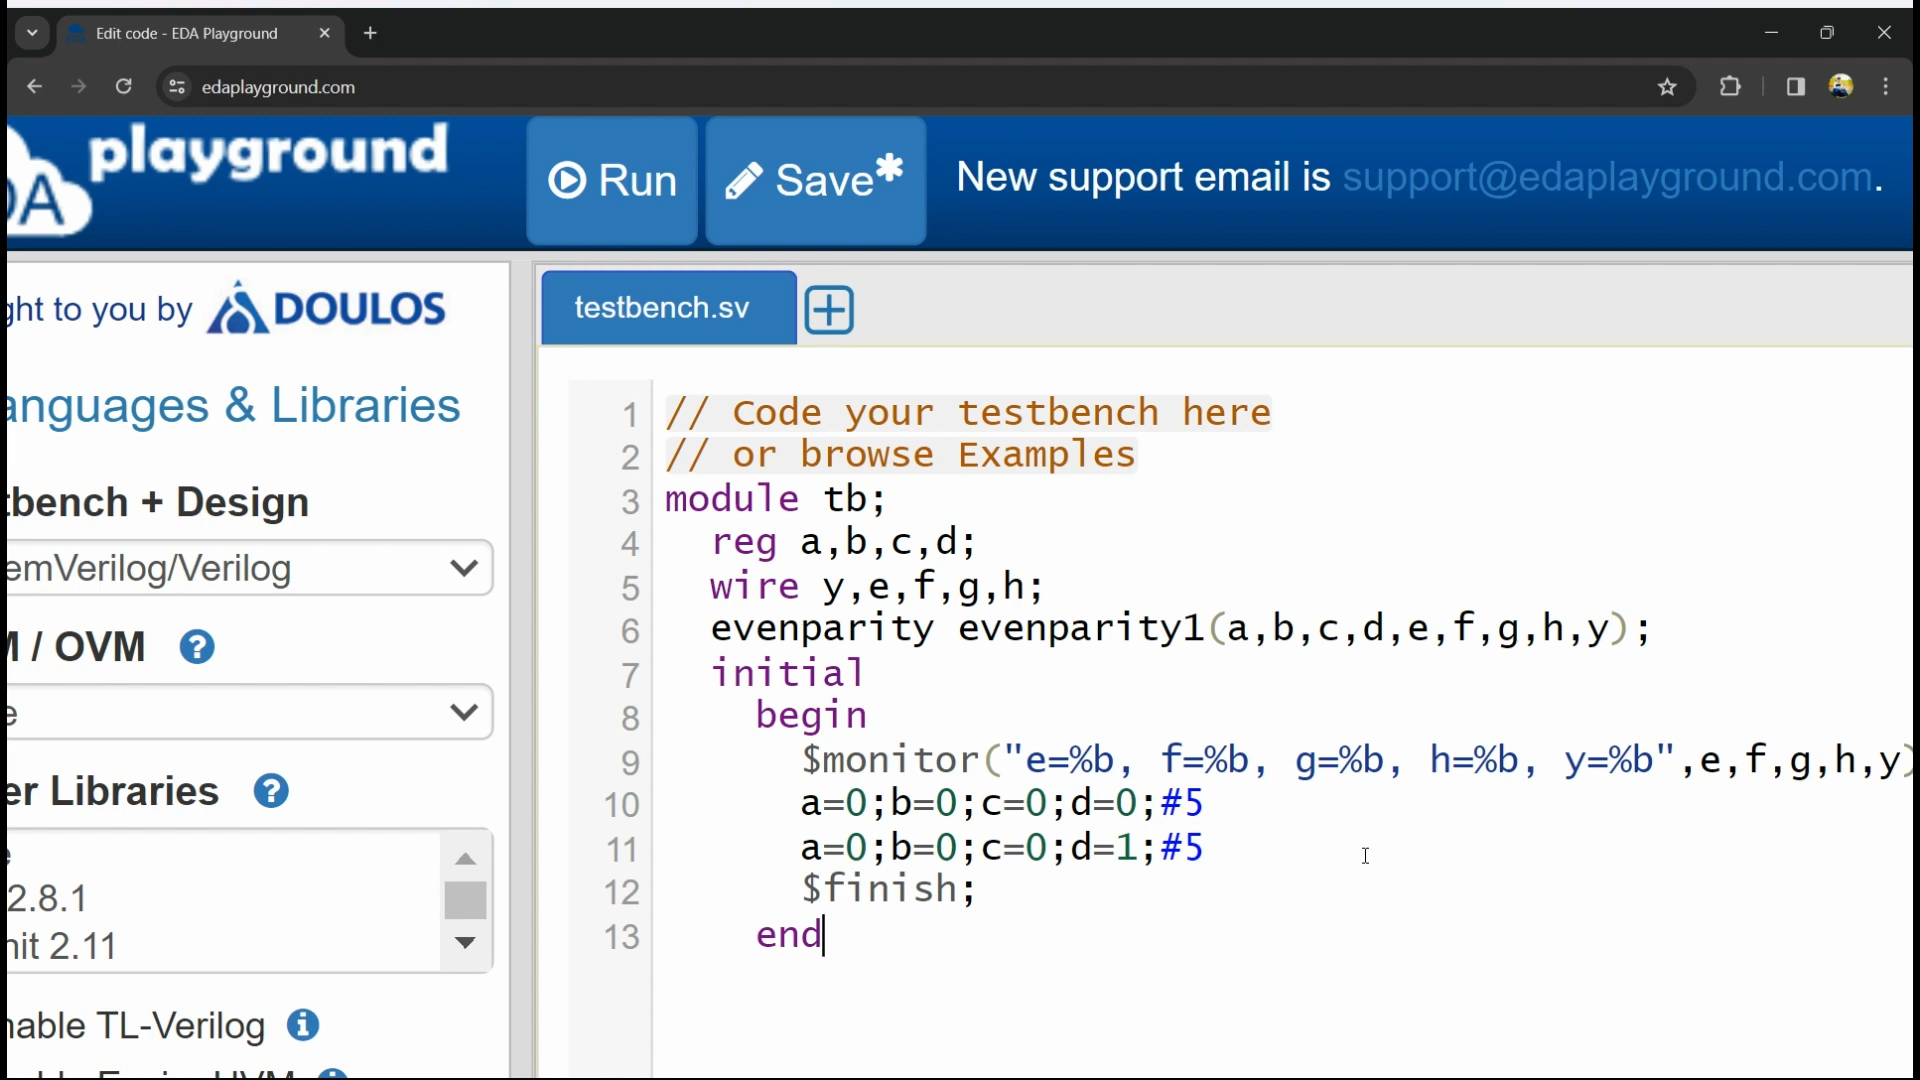 Edit code - EDA Playground
edaplayground.com
DA playground
Run
Save*
New support email is support@edaplayground.com.
ght to you by DOULOS
anguages & Libraries
tbench + Design
emVerilog/Verilog
M / OVM ?
e
er Libraries ?
e
2.8.1
nit 2.11
nable TL-Verilog i
testbench.sv
1 // Code your testbench here
2 // or browse Examples
3 module tb;
4 reg a,b,c,d;
5 wire y,e,f,g,h;
6 evenparity evenparity1(a,b,c,d,e,f,g,h,y);
7 initial
8 begin
9 $monitor("e=%b, f=%b, g=%b, h=%b, y=%b",e,f,g,h,y)
10 a=0;b=0;c=0;d=0;#5
11 a=0;b=0;c=0;d=1;#5
12 $finish;
13 end